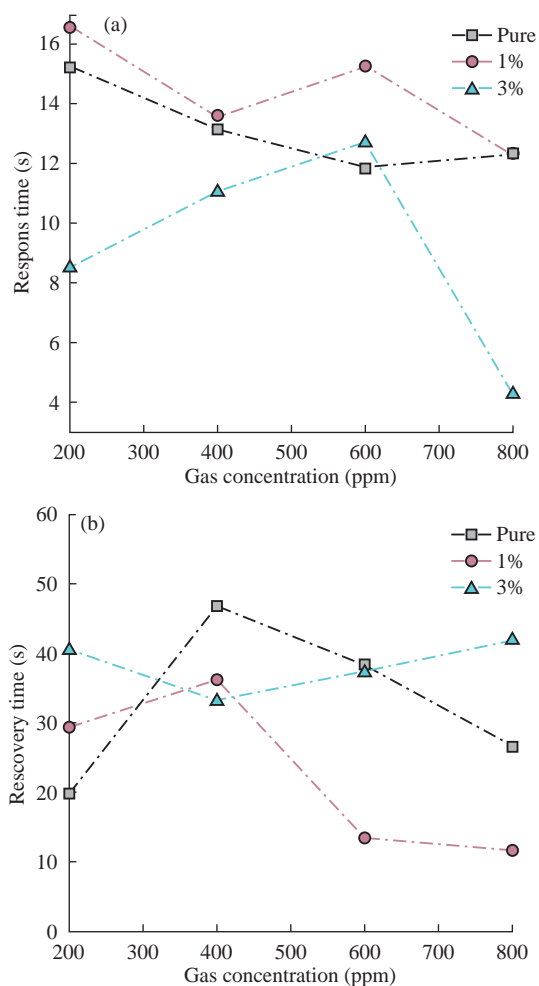 (a)
Pure
1%
3%
16
14
12
10
8
6
4
Respons time (s)
200 300 400 500 600 700 800
Gas concentration (ppm)
(b)
Pure
1%
3%
60
50
40
30
20
10
0
Rescovery time (s)
200 300 400 500 600 700 800
Gas concentration (ppm)